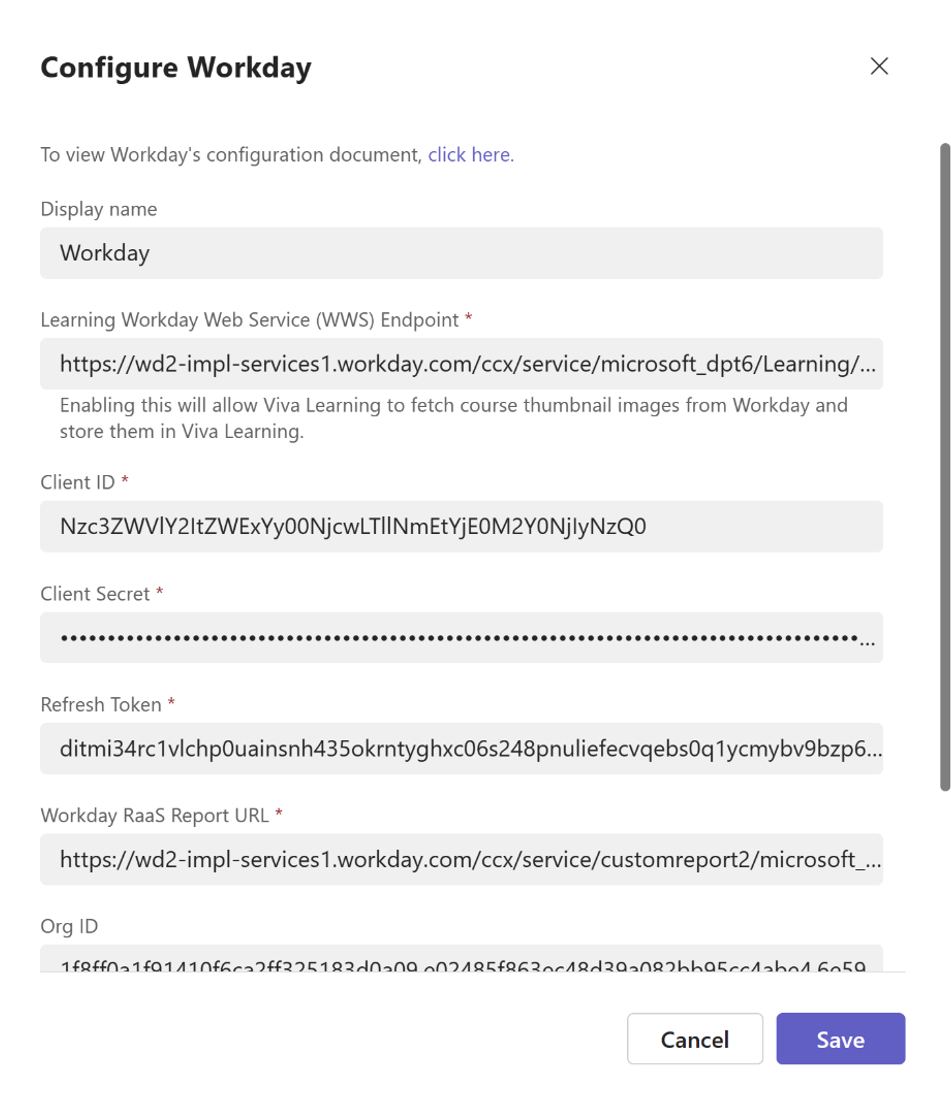 Configure Workday
To view Workday's configuration document, click here.
Display name
Workday
Learning Workday Web Service (WWS) Endpoint *
https://wd2-impl-services1.workday.com/ccx/service/microsoft_dpt6/Learning/...
Enabling this will allow Viva Learning to fetch course thumbnail images from Workday and
store them in Viva Learning.
Client ID *
Nzc3ZWVlY2ItZWExYy00NjcwLTllNmEtYjE0M2Y0NjIyNzQ0
Client Secret *
Refresh Token *
ditmi34rc1vlchp0uainsnh435okrntyghxc06s248pnuliefecvqebs0q1ycmybv9bzp6...
Workday RaaS Report URL *
https://wd2-impl-services1.workday.com/ccx/service/customreport2/microsoft_...
Org ID
Cancel
Save